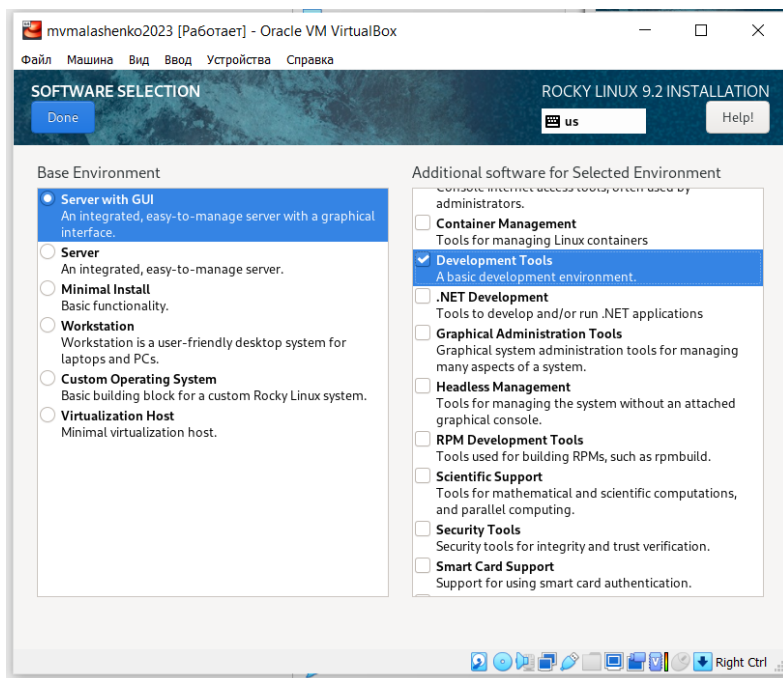 mvmalashenko2023 [Работает] - Oracle VM VirtualBox
Файл Машина Вид Ввод Устройства Справка
SOFTWARE SELECTION
ROCKY LINUX 9.2 INSTALLATION
Done
us
Help!
Base Environment
Server with GUI
An integrated, easy-to-manage server with a graphical
interface.
Server
An integrated, easy-to-manage server.
Minimal Install
Basic functionality.
Workstation
Workstation is a user-friendly desktop system for
laptops and PCs.
Custom Operating System
Basic building block for a custom Rocky Linux system.
Virtualization Host
Minimal virtualization host.
Additional software for Selected Environment
Console internet access tools, often used by
administrators.
Container Management
Tools for managing Linux containers
Development Tools
A basic development environment.
.NET Development
Tools to develop and/or run .NET applications
Graphical Administration Tools
Graphical system administration tools for managing
many aspects of a system.
Headless Management
Tools for managing the system without an attached
graphical console.
RPM Development Tools
Tools used for building RPMs, such as rpmbuild.
Scientific Support
Tools for mathematical and scientific computations,
and parallel computing.
Security Tools
Security tools for integrity and trust verification.
Smart Card Support
Support for using smart card authentication.
Right Ctrl